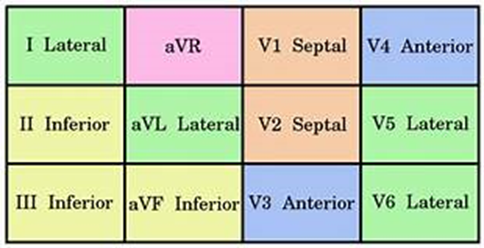 I Lateral
aVR
V1 Septal
V4 Anterior
II Inferior
aVL Lateral
V2 Septal
V5 Lateral
III Inferior
aVF Inferior
V3 Anterior
V6 Lateral